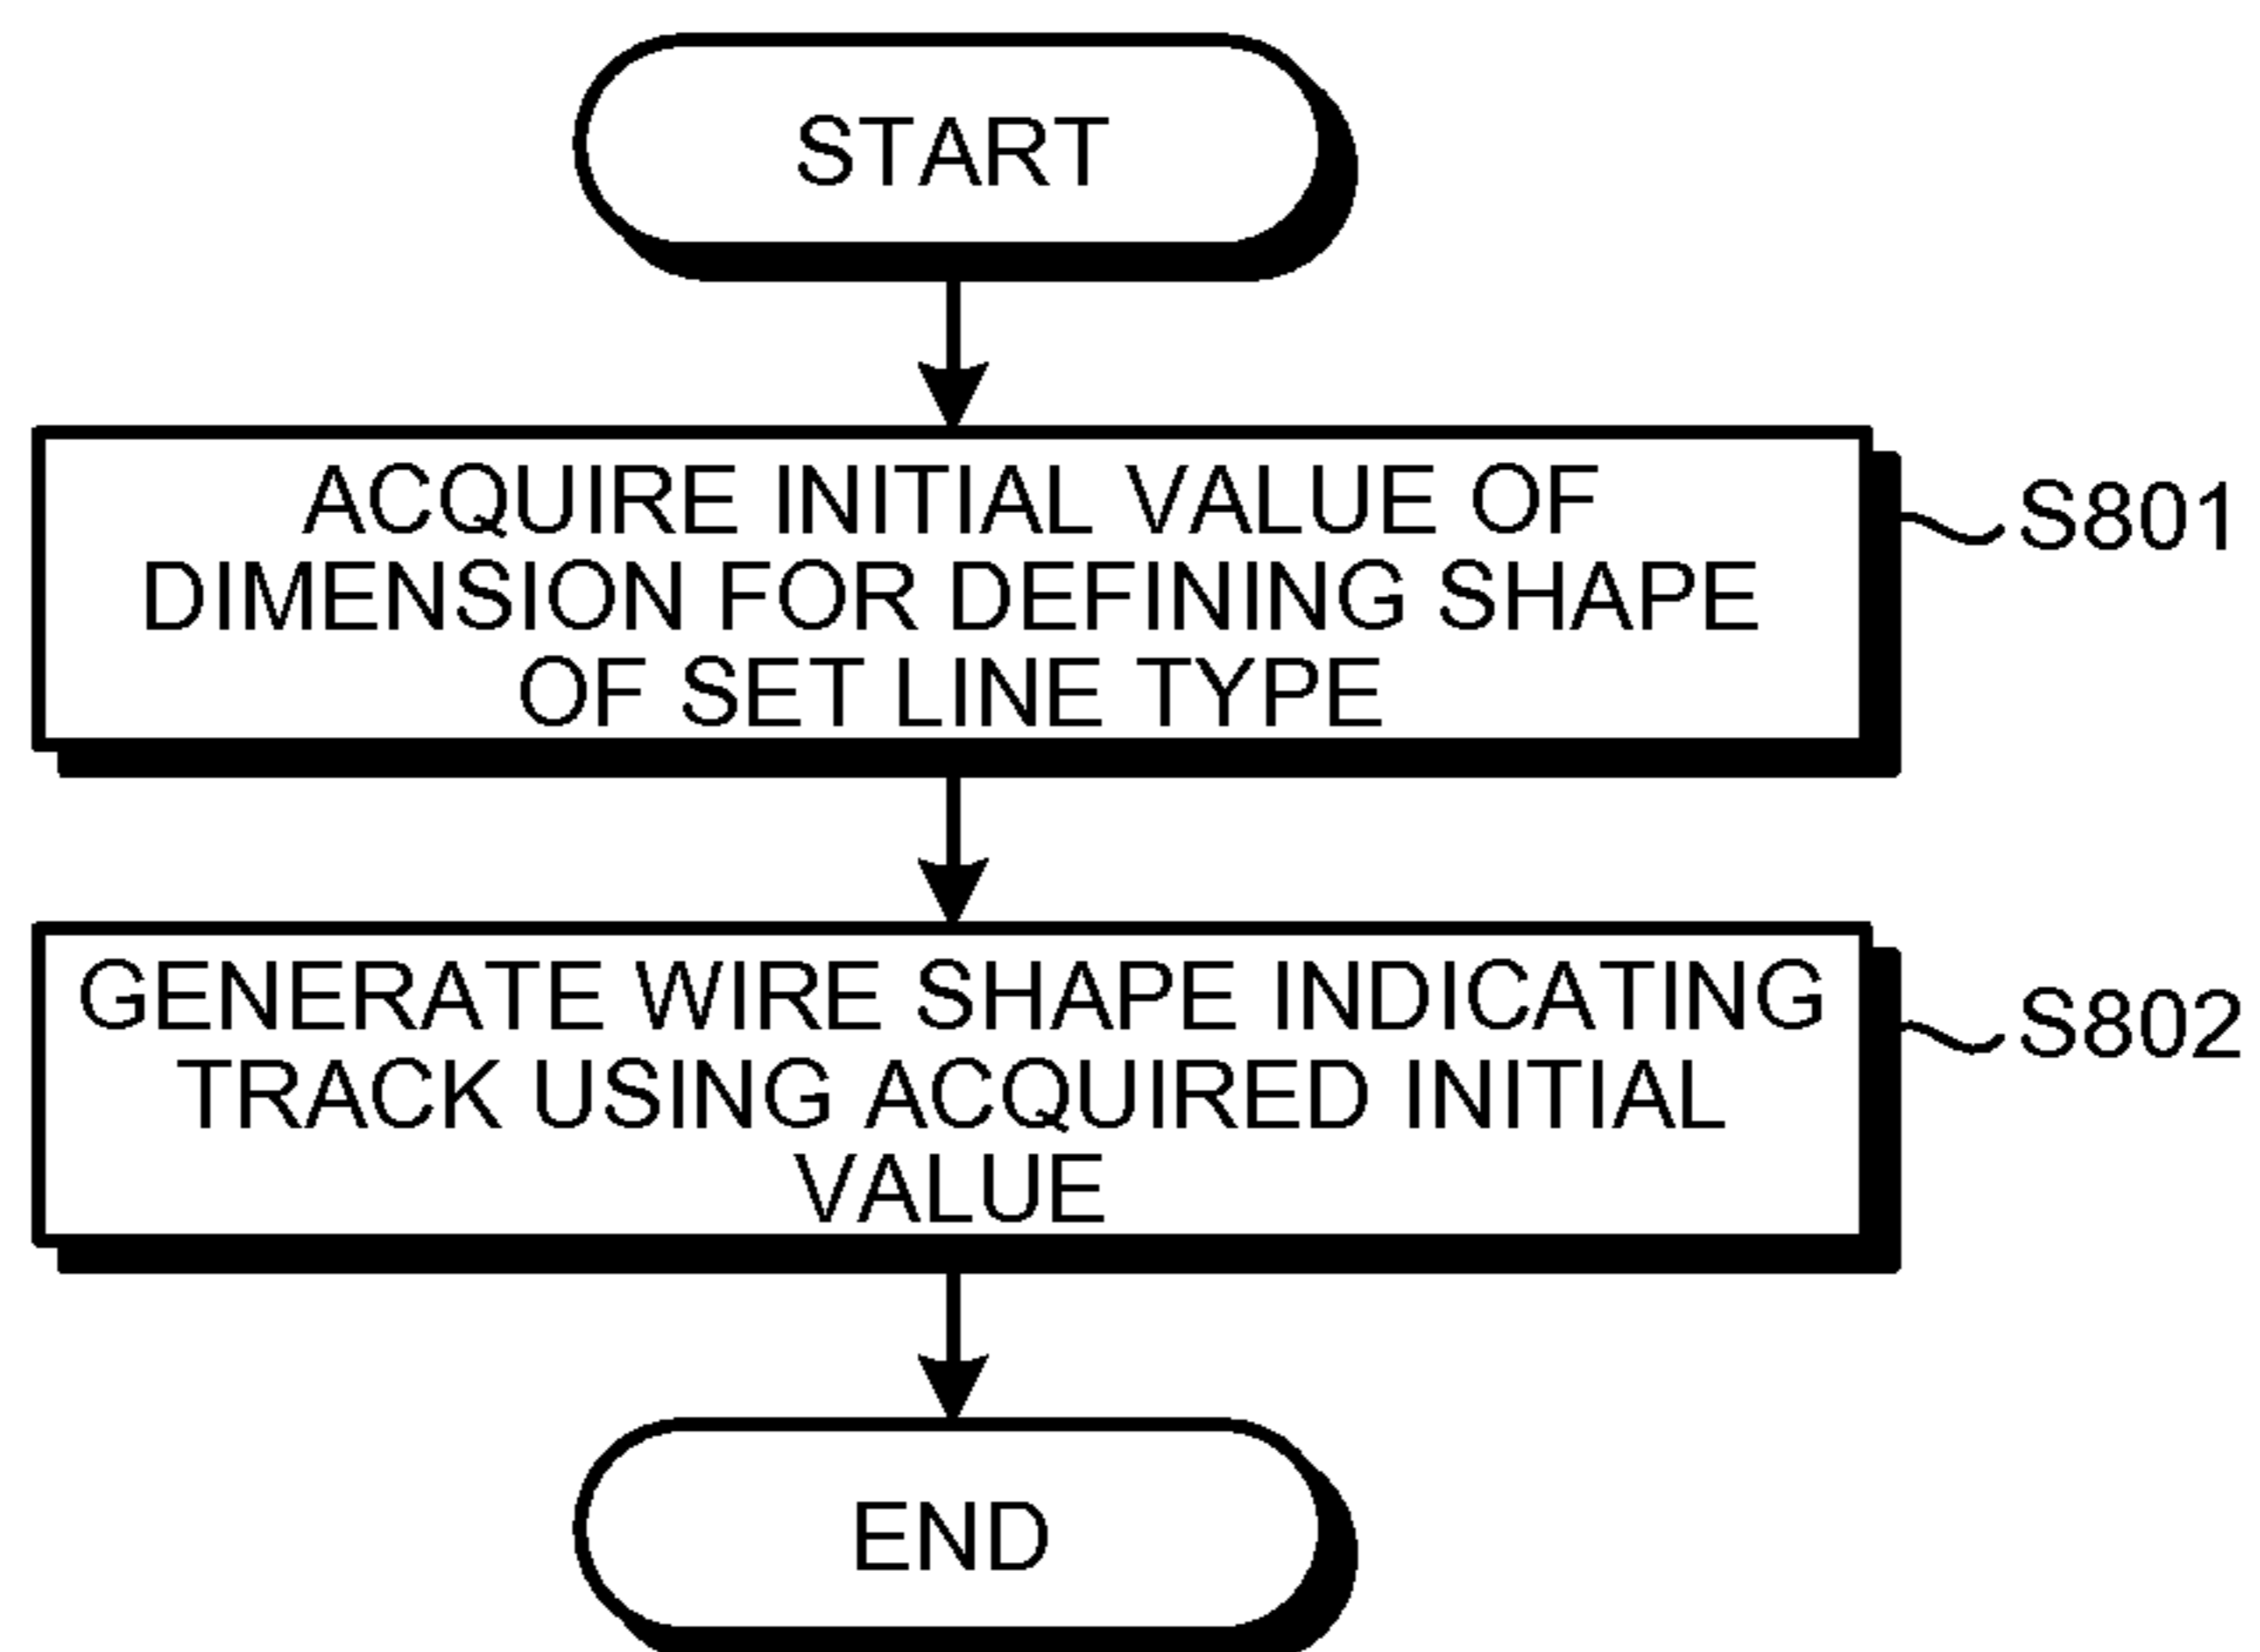 START
ACQUIRE INITIAL VALUE OF
DIMENSION FOR DEFINING SHAPE
OF SET LINE TYPE
S801
GENERATE WIRE SHAPE INDICATING
TRACK USING ACQUIRED INITIAL
VALUE
S802
END